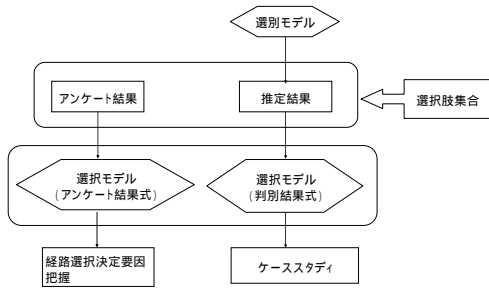 選別モデル
アンケート結果
推定結果
選択肢集合
選択モデル
(アンケート結果式)
選択モデル
(判別結果式)
経路選択決定要因
把握
ケーススタディ